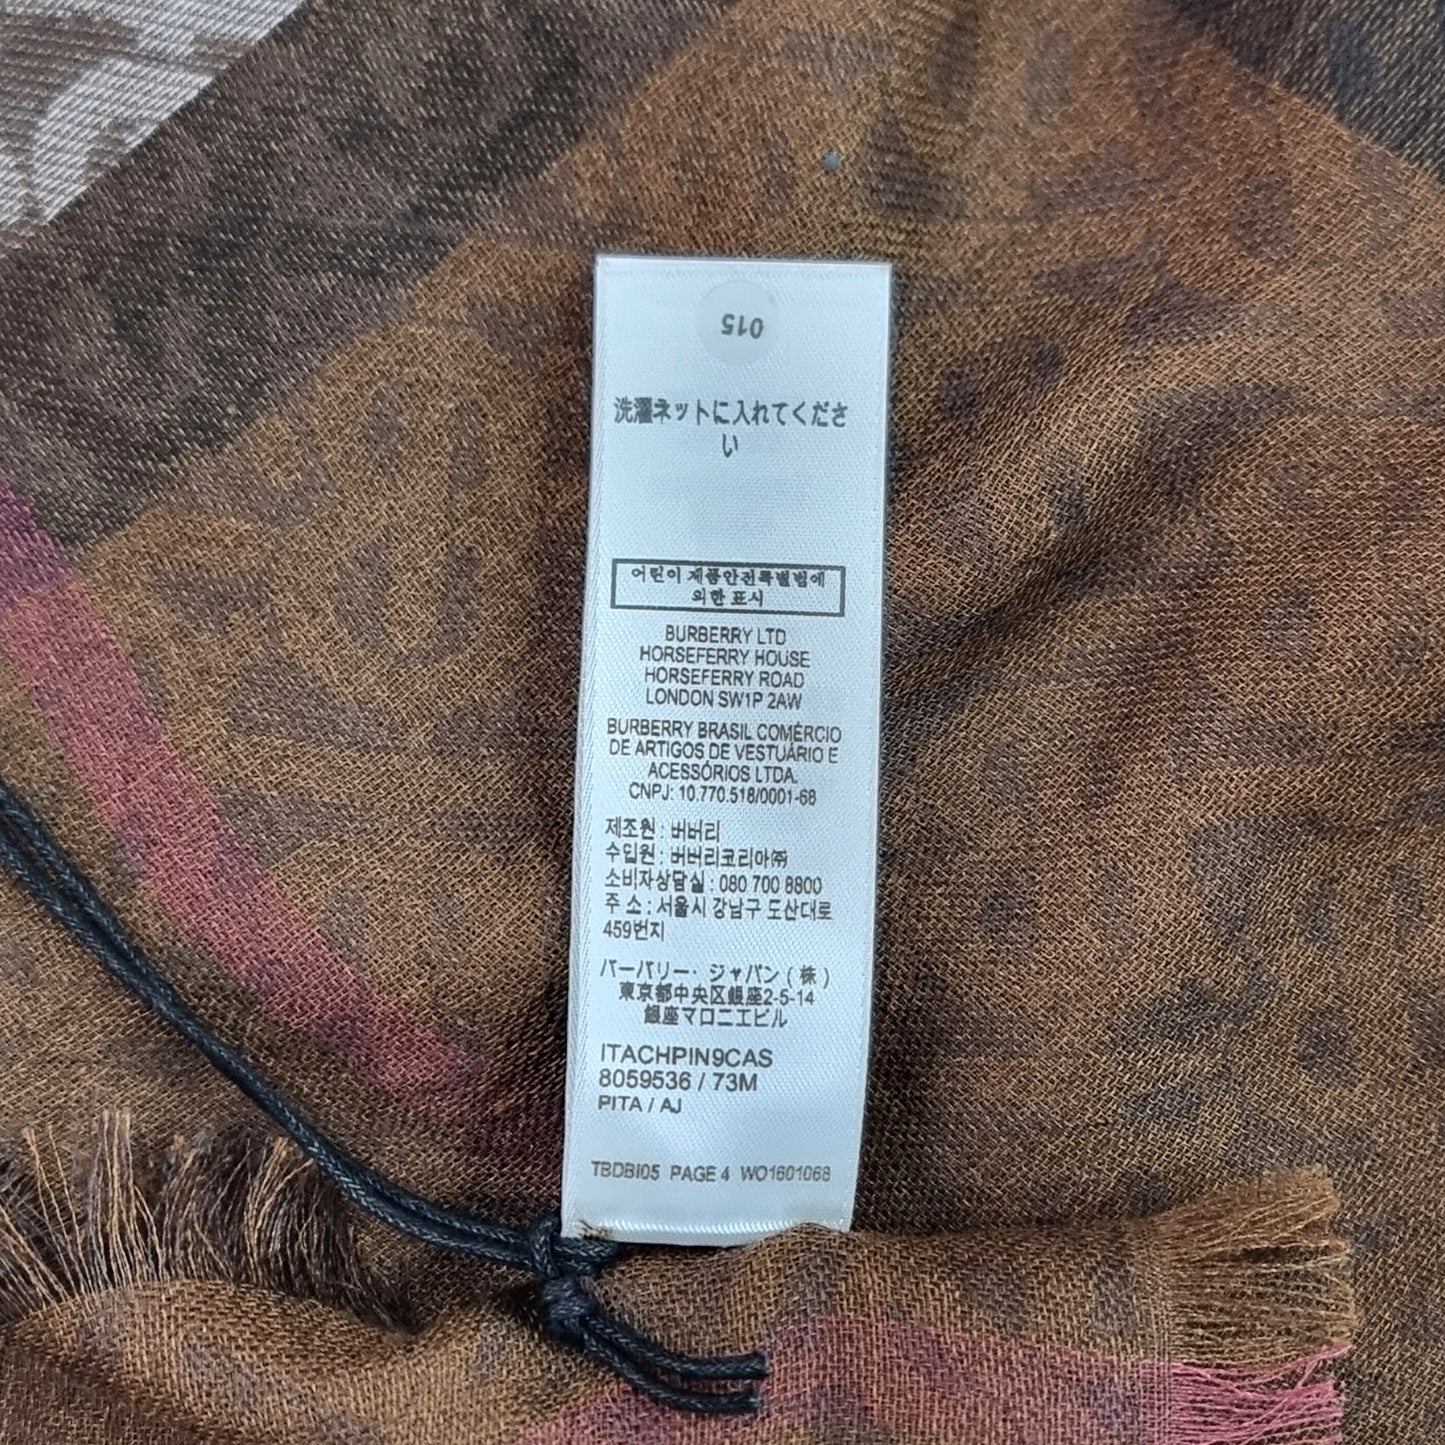 015
洗濯ネットに入れてくださ
い
어린이 제품안전특별법에
의한 표시
BURBERRY LTD
HORSEFERRY HOUSE
HORSEFERRY ROAD
LONDON SW1P 2AW
BURBERRY BRASIL COMÉRCIO
DE ARTIGOS DE VESTUÁRIO E
ACESSÓRIOS LTDA.
CNPJ: 10.770.518/0001-68
제조원 : 버버리
수입원 : 버버리코리아㈜
소비자상담실 : 080 700 8800
주 소 : 서울시 강남구 도산대로
459번지
バーバリー・ジャパン ( 株 )
東京都中央区銀座2-5-14
銀座マロニエビル
ITACHPIN9CAS
8059536 / 73M
PITA / AJ
TBDBI05 PAGE 4 WO1601068